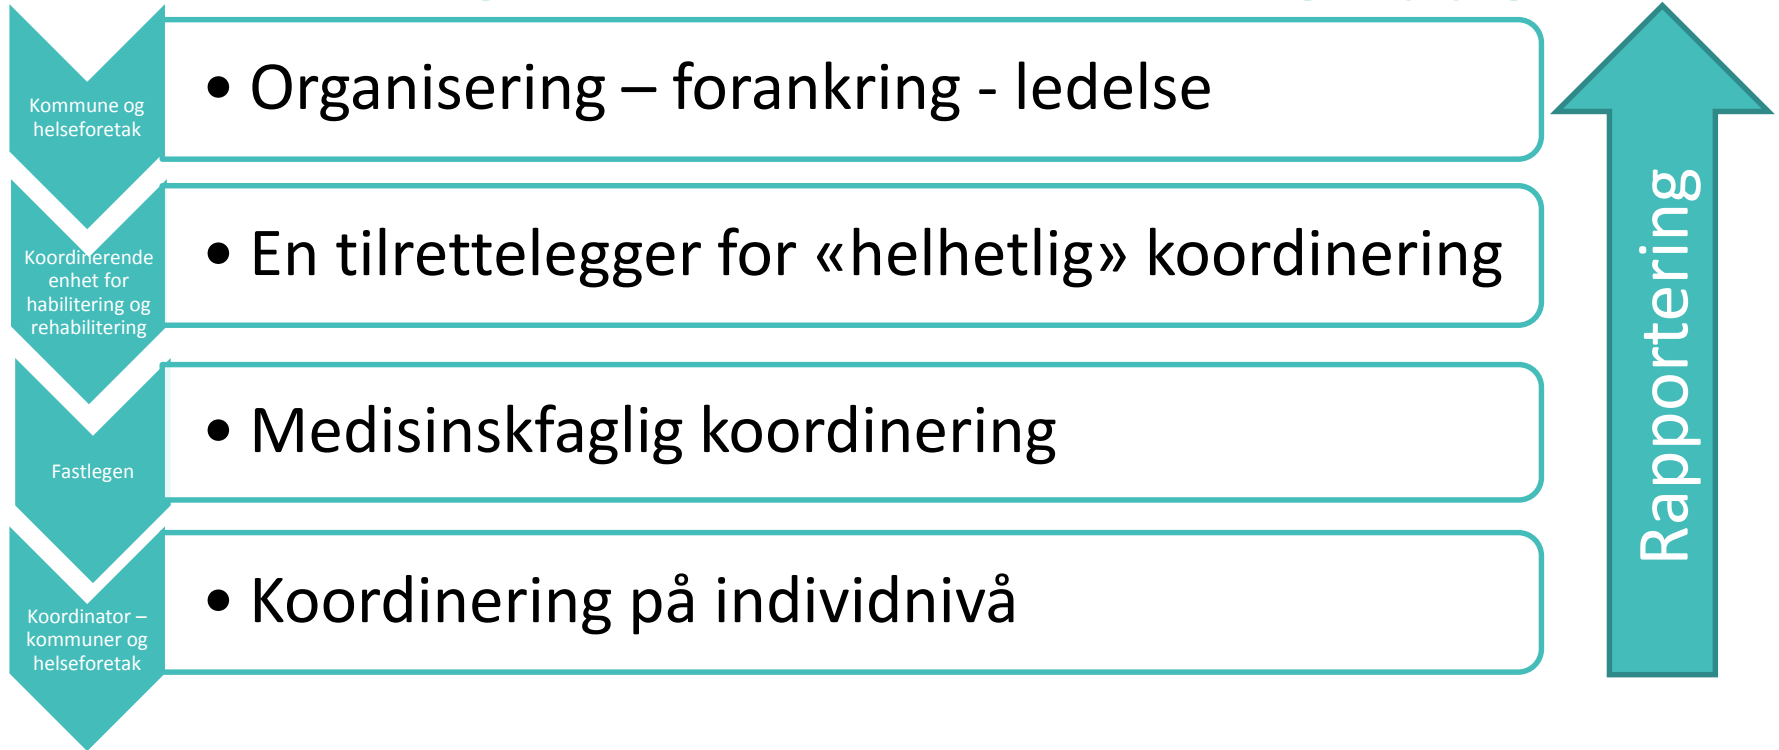 Kommune og
helseforetak
• Organisering – forankring - ledelse
Koordinerende
enhet for
habilitering og
rehabilitering
• En tilrettelegger for «helhetlig» koordinering
Fastlegen
• Medisinskfaglig koordinering
Koordinator –
kommuner og
helseforetak
• Koordinering på individnivå
Rapportering